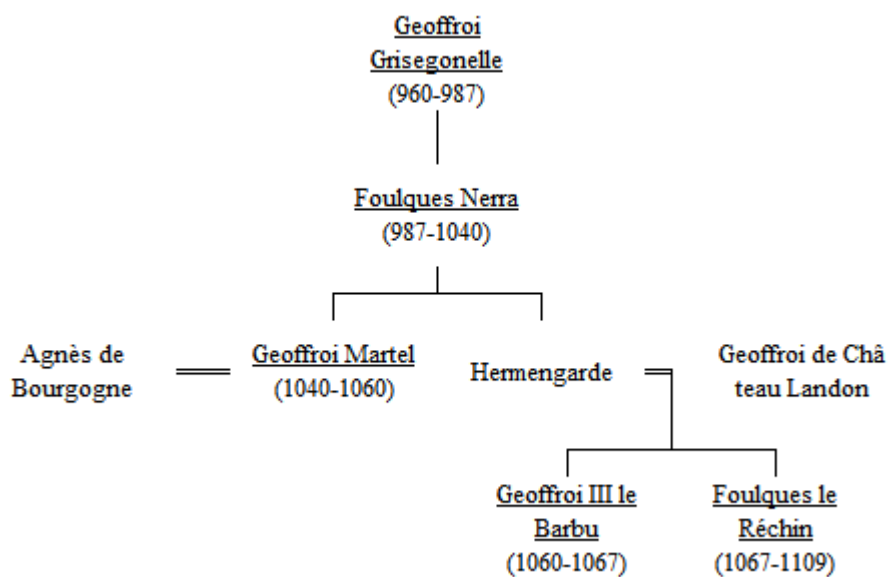 Geoffroi
Grisegonelle
(960-987)
Foulques Nerra
(987-1040)
Agnès de
Bourgogne
Geoffroi Martel
(1040-1060)
Hermengarde
Geoffroi de Châ
teau Landon
Geoffroi III le
Barbu
(1060-1067)
Foulques le
Réchin
(1067-1109)